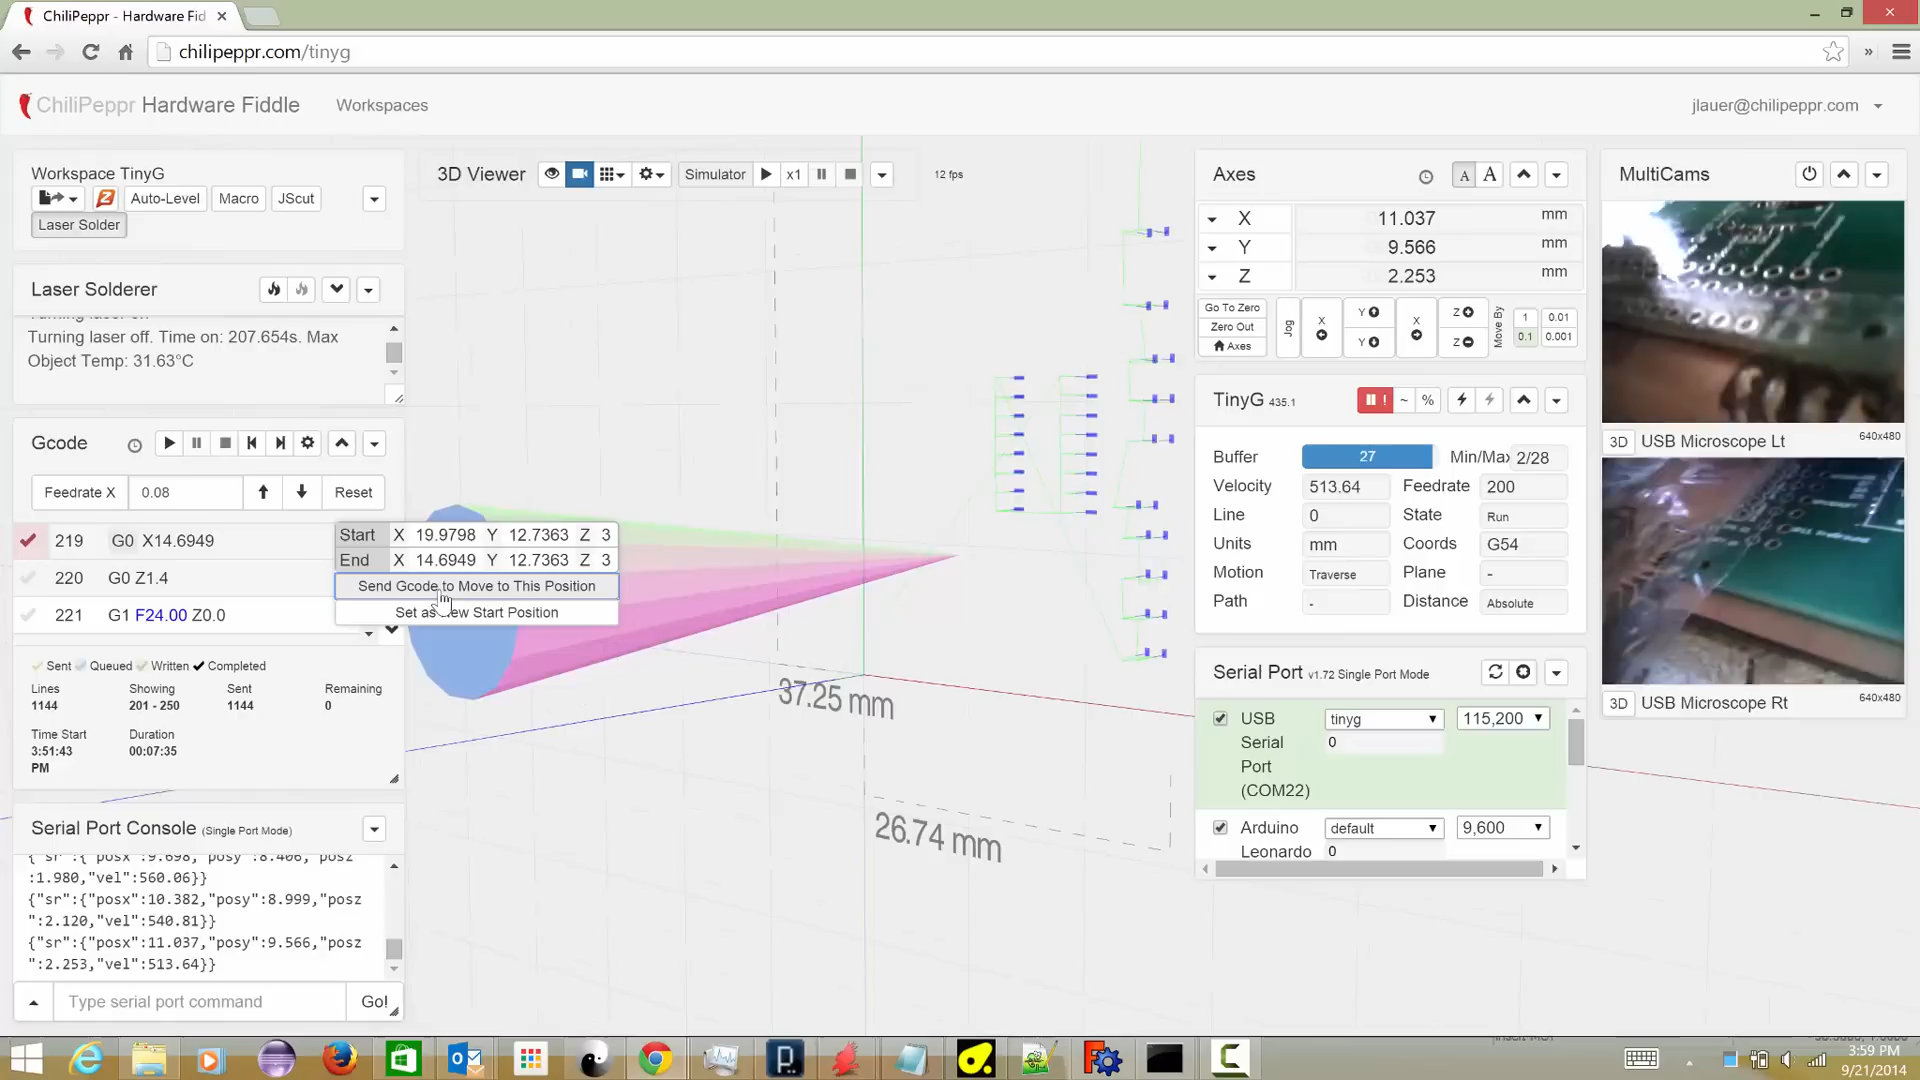 ChiliPeppr - Hardware Fid
chilipeppr.com/tinyg
ChiliPeppr Hardware Fiddle
Workspaces
jlauer@chilipeppr.com
Workspace TinyG
Auto-Level
Macro
JScut
Laser Solder
Laser Solderer
Turning laser off. Time on: 207.654s. Max
Object Temp: 31.63°C
Gcode
Feedrate X
0.08
Reset
219 G0 X14.6949
220 G0 Z1.4
221 G1 F24.00 Z0.0
Sent Queued Written Completed
Lines Showing Sent Remaining
1144 201 - 250 1144 0
Time Start Duration
3:51:43 00:07:35
PM
Start X 19.9798 Y 12.7363 Z 3
End X 14.6949 Y 12.7363 Z 3
Send Gcode to Move to This Position
Set as New Start Position
Serial Port Console (Single Port Mode)
{"sr":{"posx":9.698,"posy":8.406,"posz
":1.980,"vel":560.06}}
{"sr":{"posx":10.382,"posy":8.999,"posz
":2.120,"vel":540.81}}
{"sr":{"posx":11.037,"posy":9.566,"posz
":2.253,"vel":513.64}}
Type serial port command
Go!
3D Viewer
Simulator
x1
12 fps
37.25 mm
26.74 mm
Axes
A A
X 11.037 mm
Y 9.566 mm
Z 2.253 mm
Go To Zero
Zero Out
Axes
Jog
X
Y
Y
X
Z
Z
Move By
1 0.01
0.1 0.001
TinyG 435.1
! ~ %
Buffer 27 Min/Max 2/28
Velocity 513.64 Feedrate 200
Line 0 State Run
Units mm Coords G54
Motion Traverse Plane -
Path - Distance Absolute
Serial Port v1.72 Single Port Mode
USB Serial Port (COM22)
tinyg
115,200
0
Arduino Leonardo
default
9,600
0
MultiCams
3D USB Microscope Lt 640x480
3D USB Microscope Rt 640x480
3:59 PM
9/21/2014